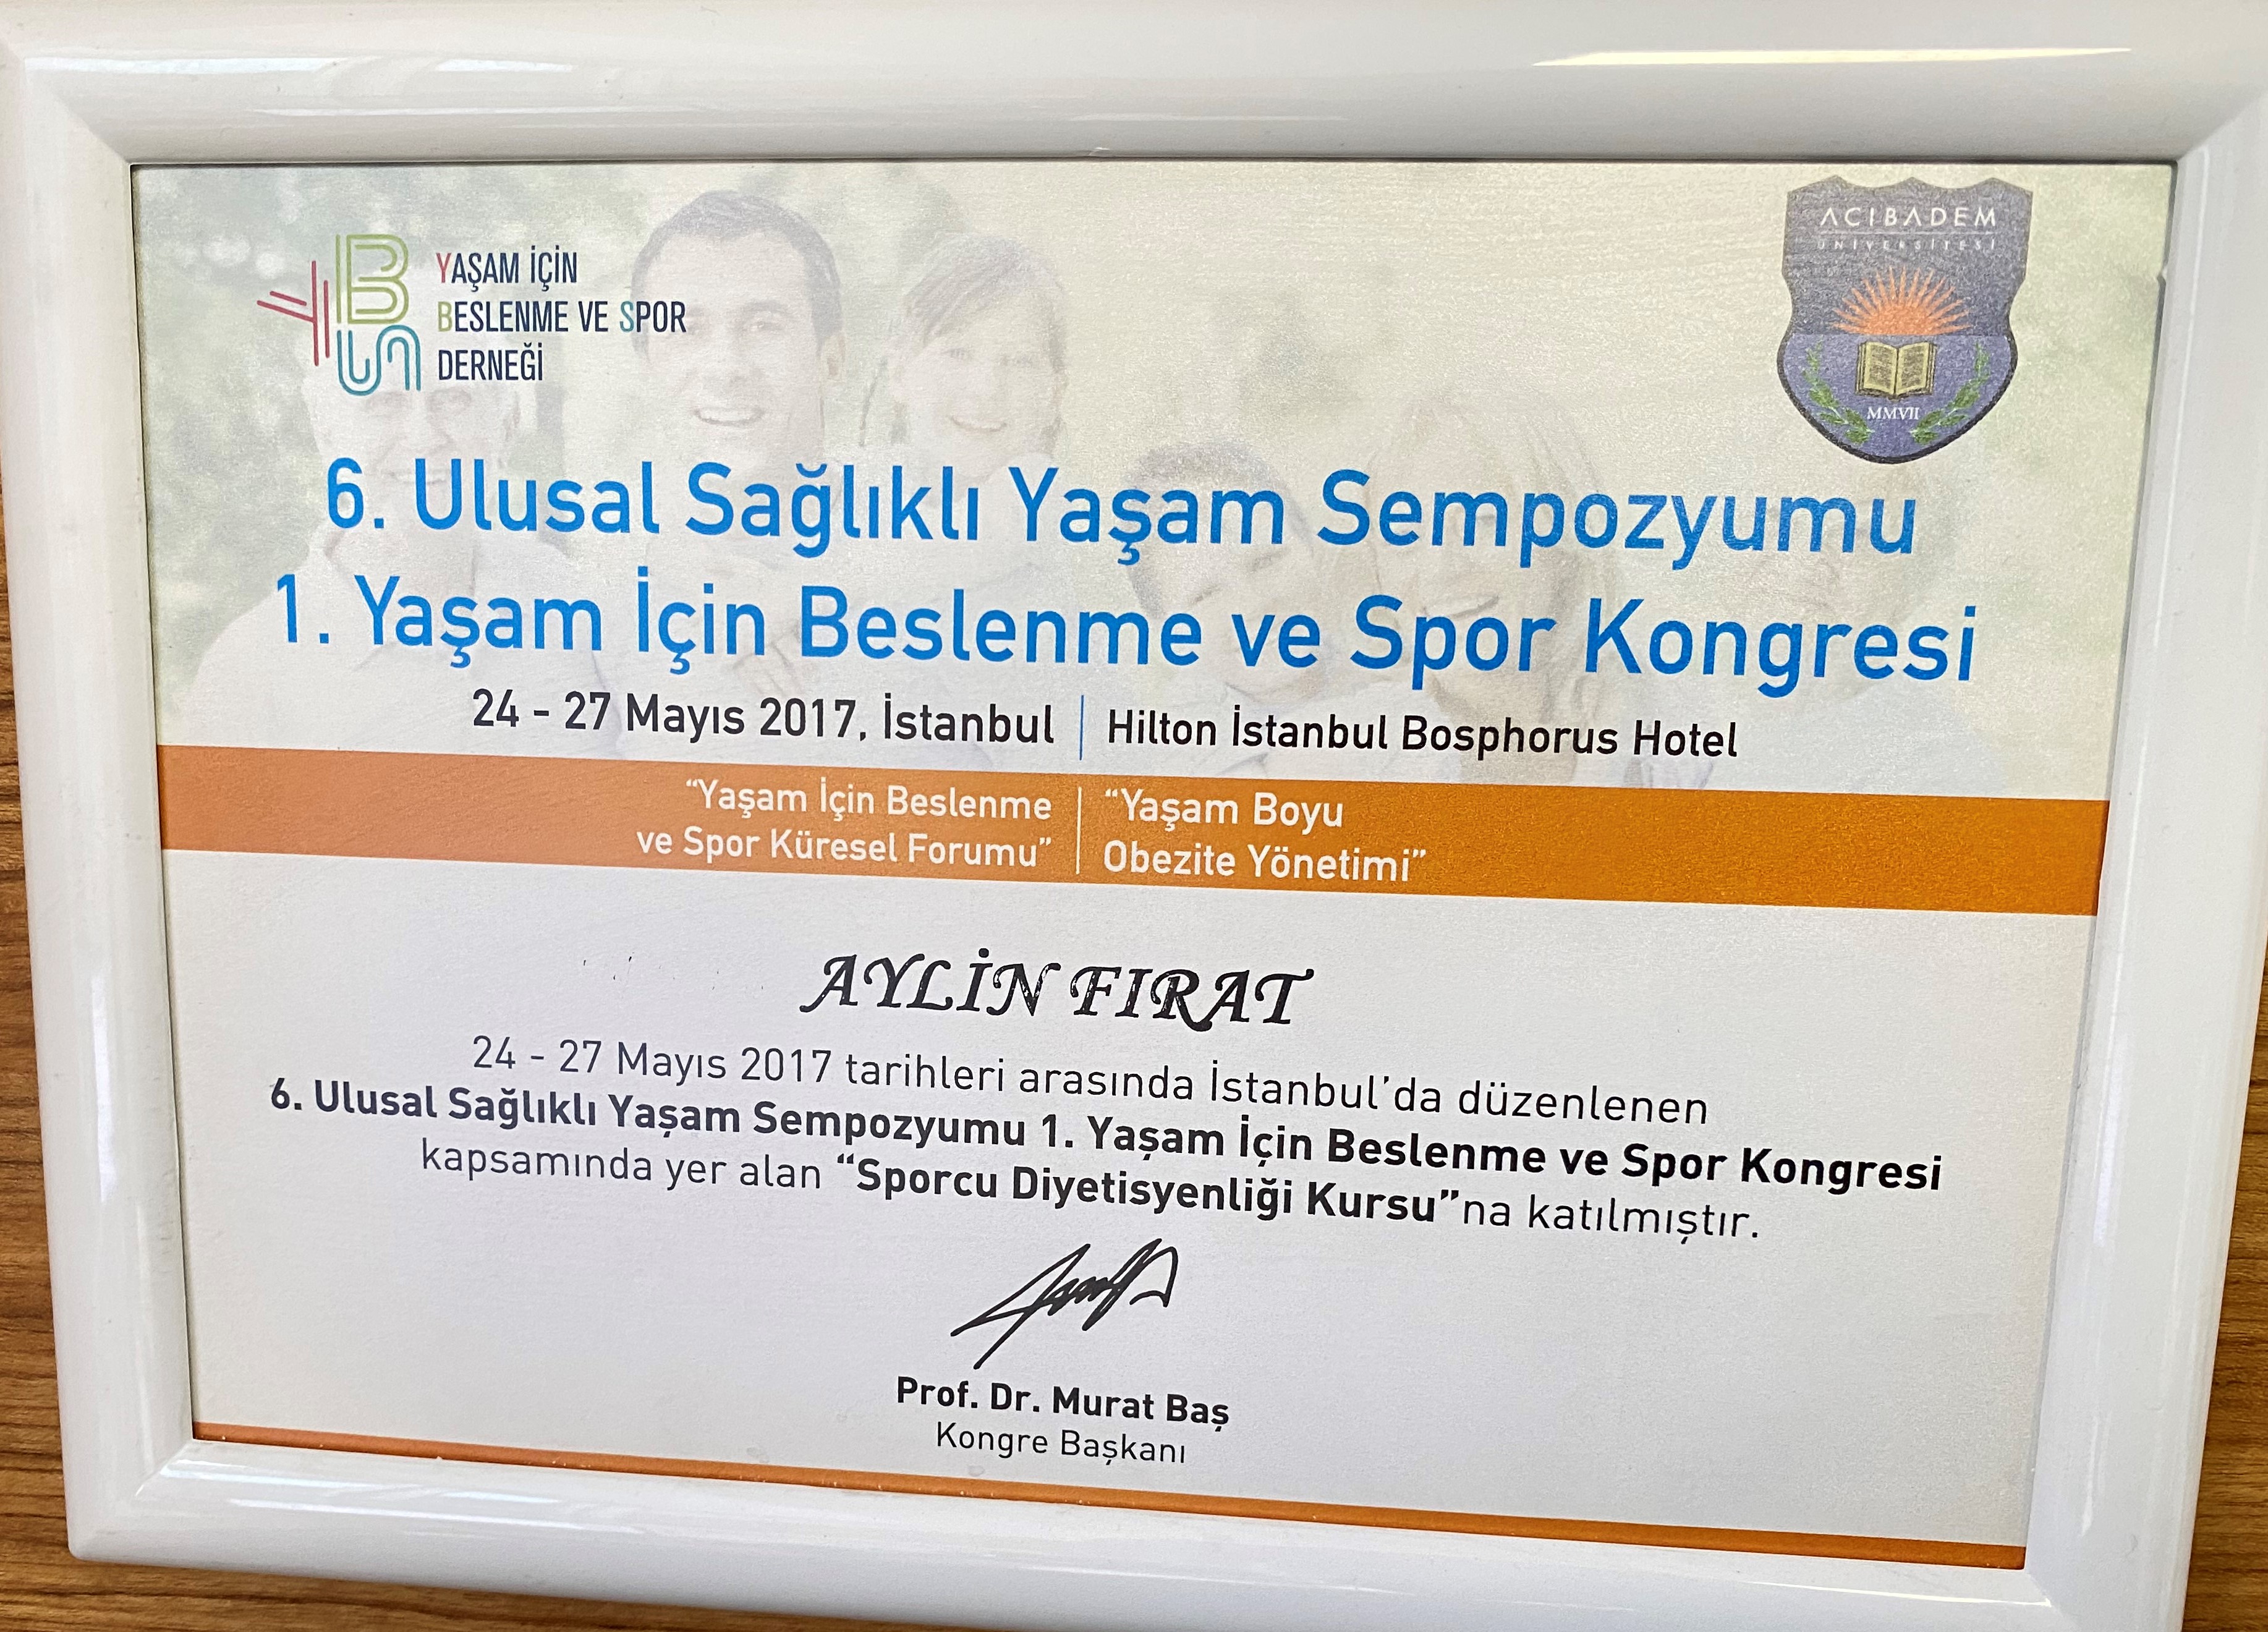 YAŞAM İÇİN
BESLENME VE SPOR
DERNEĞİ
ACIBADEM
ÜNİVERSİTESİ
MMVII
6. Ulusal Sağlıklı Yaşam Sempozyumu
1. Yaşam İçin Beslenme ve Spor Kongresi
24 - 27 Mayıs 2017, İstanbul | Hilton İstanbul Bosphorus Hotel
“Yaşam İçin Beslenme
ve Spor Küresel Forumu”
“Yaşam Boyu
Obezite Yönetimi”
AYLİN FIRAT
24 - 27 Mayıs 2017 tarihleri arasında İstanbul'da düzenlenen
6. Ulusal Sağlıklı Yaşam Sempozyumu 1. Yaşam İçin Beslenme ve Spor Kongresi
kapsamında yer alan “Sporcu Diyetisyenliği Kursu”na katılmıştır.
Prof. Dr. Murat Baş
Kongre Başkanı